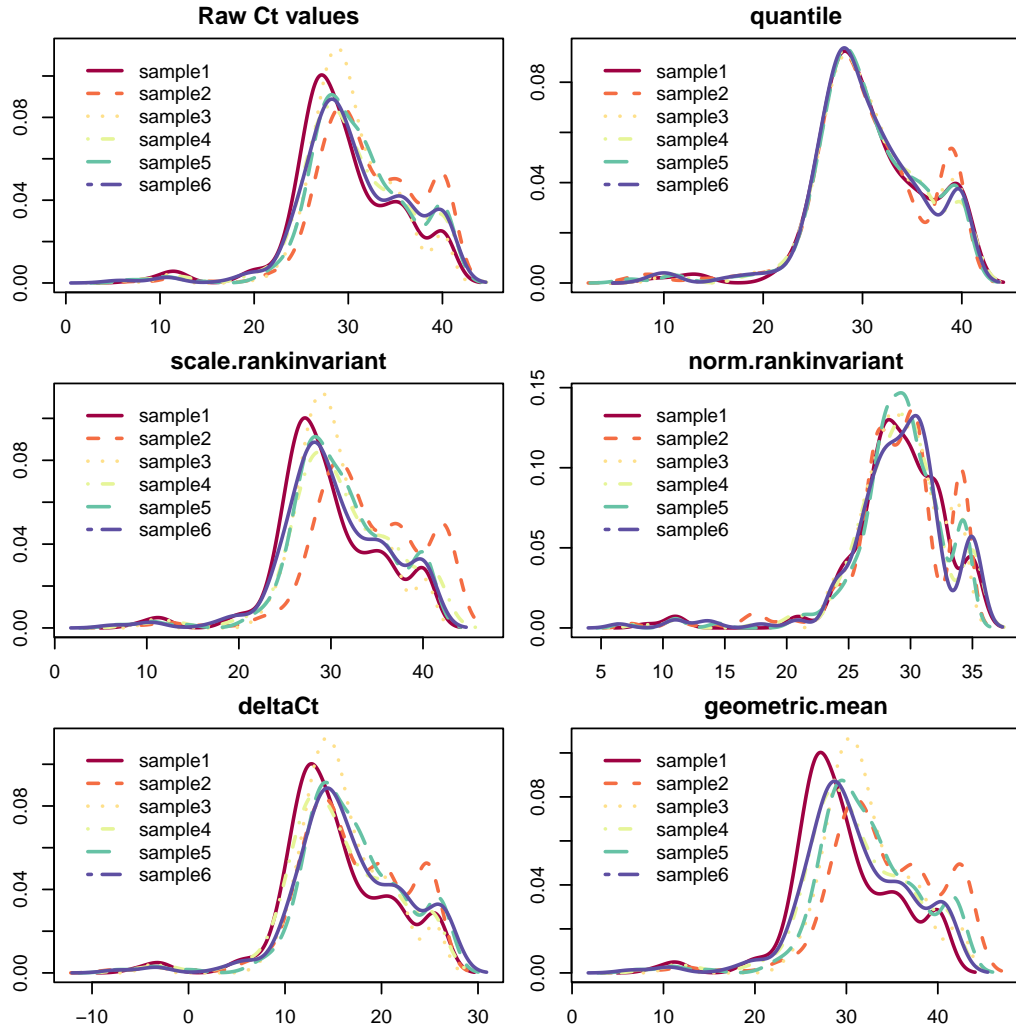 Raw Ct values
0.00 0.04 0.08
sample1
sample2
sample3
sample4
sample5
sample6
0 10 20 30 40
quantile
0.00 0.04 0.08
sample1
sample2
sample3
sample4
sample5
sample6
10 20 30 40
scale.rankinvariant
0.00 0.04 0.08
sample1
sample2
sample3
sample4
sample5
sample6
0 10 20 30 40
norm.rankinvariant
0.00 0.05 0.10 0.15
sample1
sample2
sample3
sample4
sample5
sample6
5 10 15 20 25 30 35
deltaCt
0.00 0.04 0.08
sample1
sample2
sample3
sample4
sample5
sample6
−10 0 10 20 30
geometric.mean
0.00 0.04 0.08
sample1
sample2
sample3
sample4
sample5
sample6
0 10 20 30 40